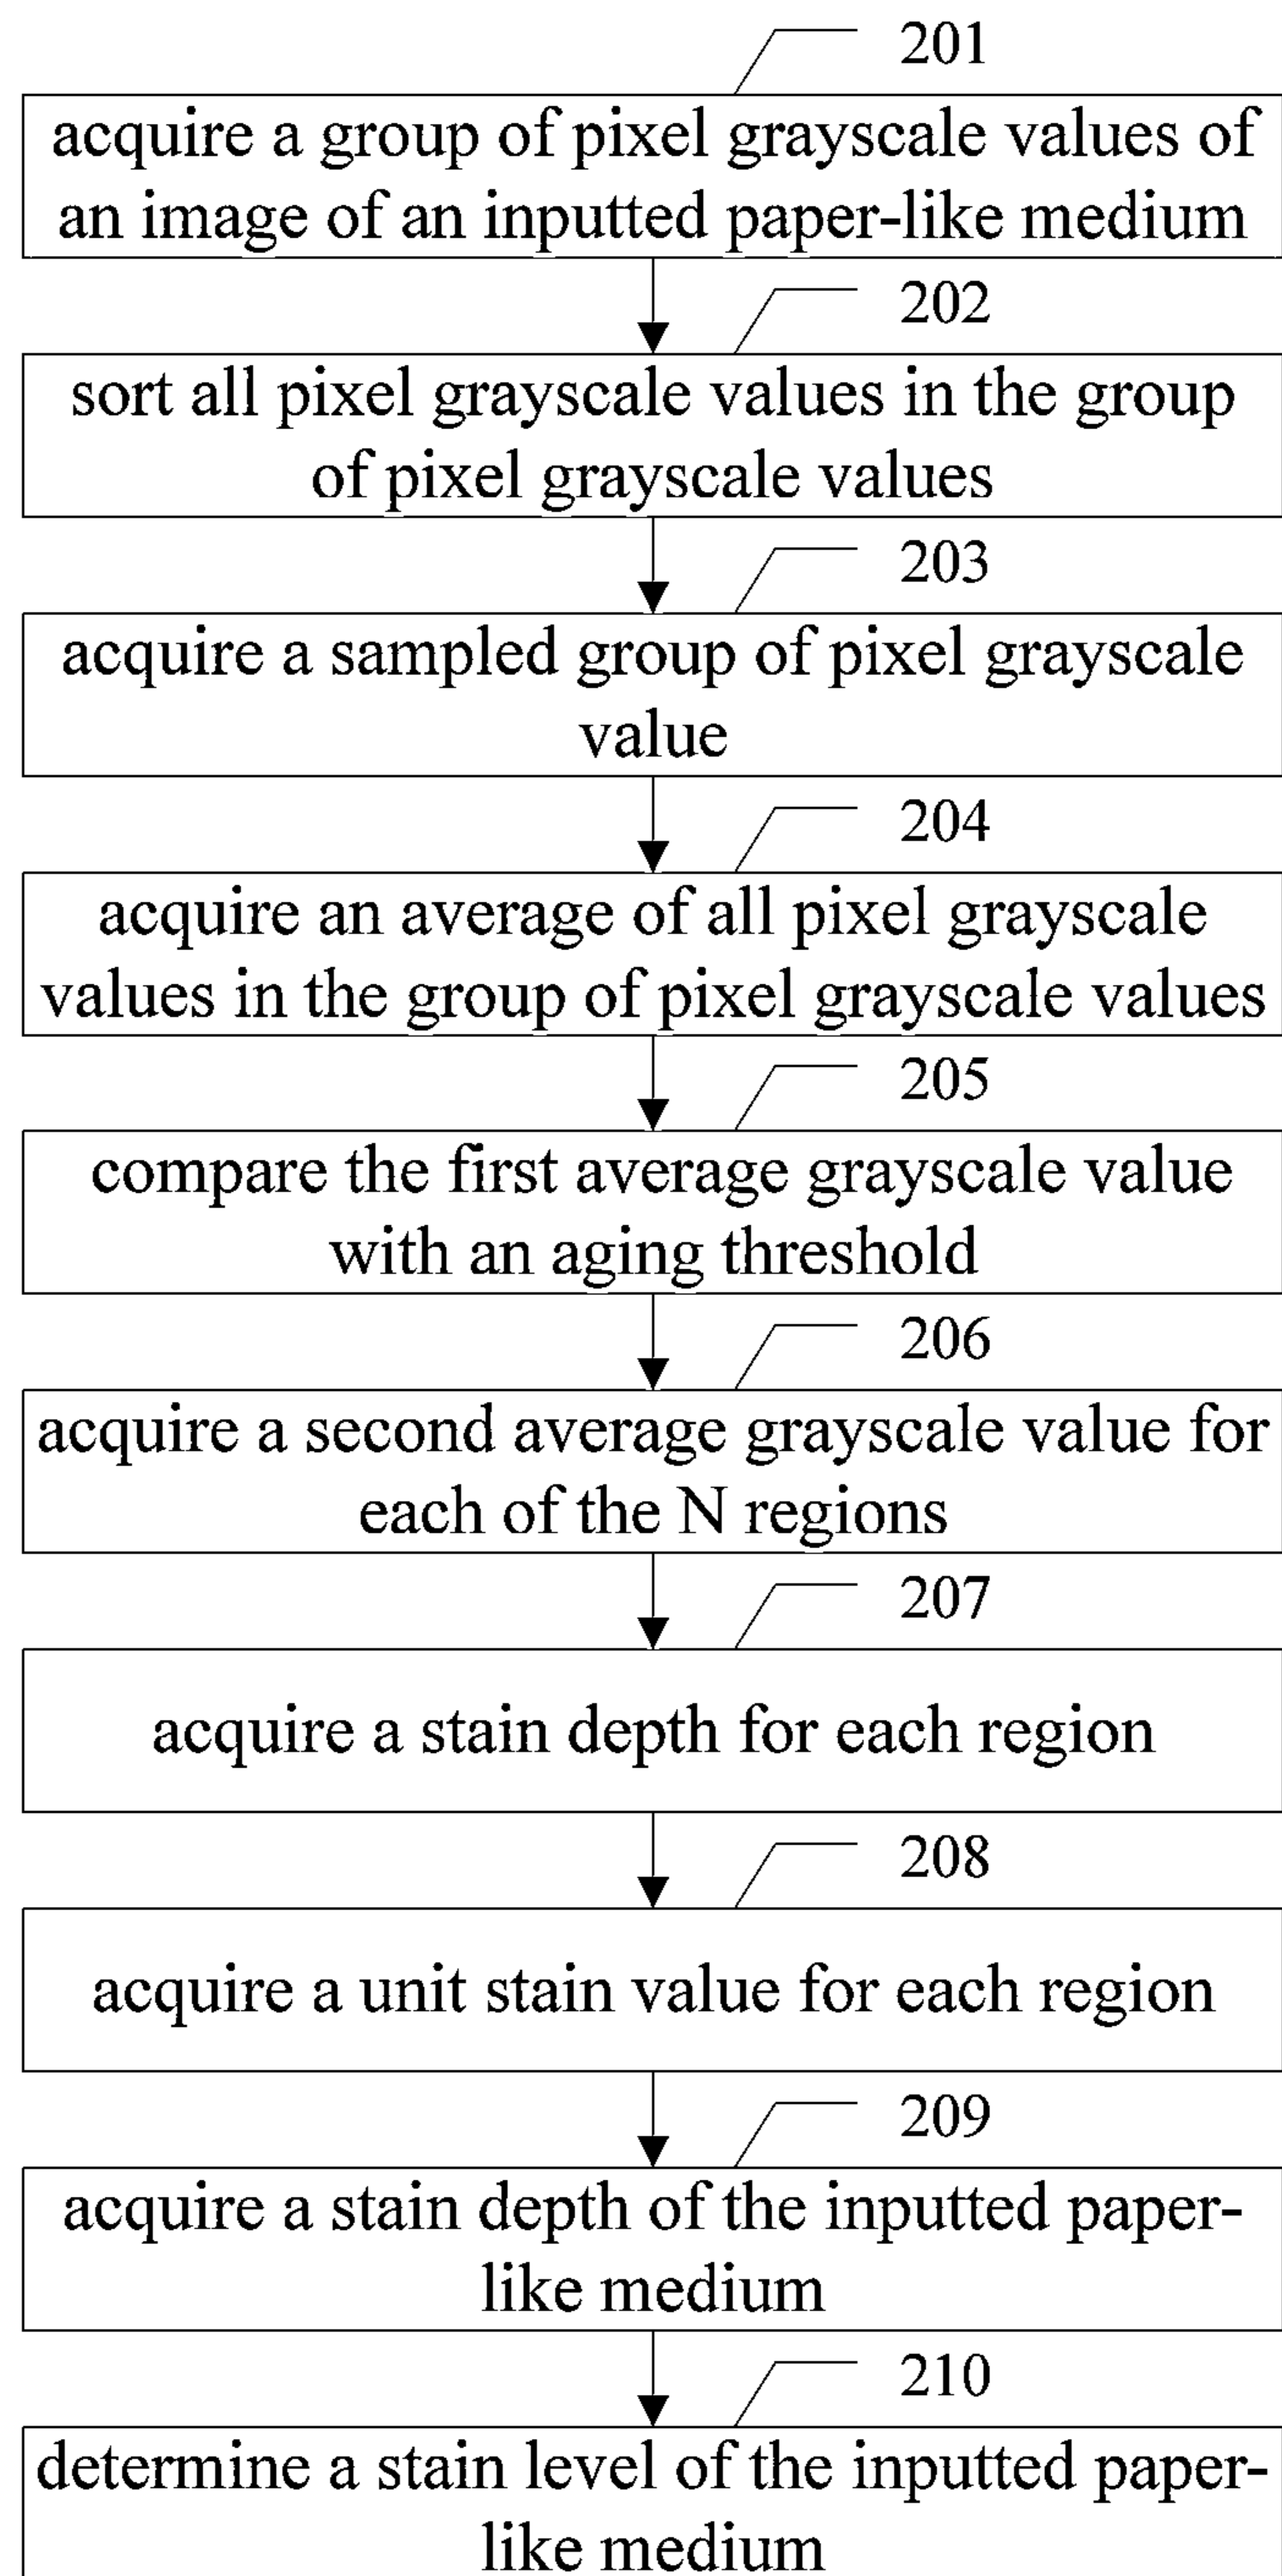 201
acquire a group of pixel grayscale values of
an image of an inputted paper-like medium
202
sort all pixel grayscale values in the group
of pixel grayscale values
203
acquire a sampled group of pixel grayscale
value
204
acquire an average of all pixel grayscale
values in the group of pixel grayscale values
205
compare the first average grayscale value
with an aging threshold
206
acquire a second average grayscale value for
each of the N regions
207
acquire a stain depth for each region
208
acquire a unit stain value for each region
209
acquire a stain depth of the inputted paper-
like medium
210
determine a stain level of the inputted paper-
like medium